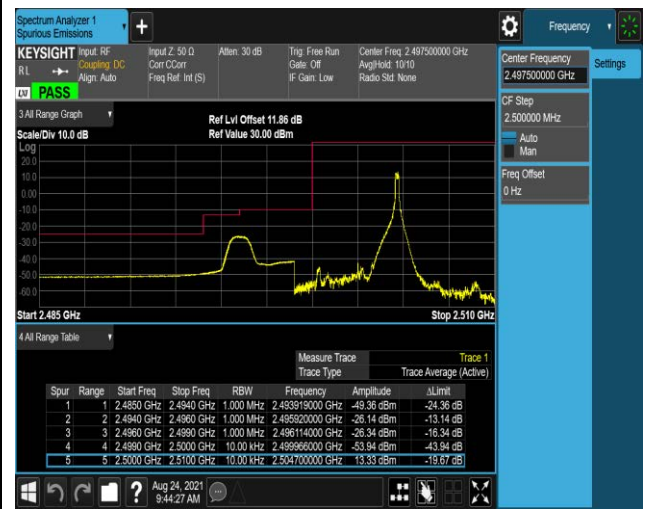 Spectrum Analyzer 1
Spurious Emissions
Frequency
KEYSIGHT
RL
LXI PASS
Input: RF
Coupling: DC
Align: Auto
Input Z: 50 Ω
Corr CCorr
Freq Ref: Int (S)
Atten: 30 dB
Trig: Free Run
Gate: Off
IF Gain: Low
Center Freq: 2.497500000 GHz
Avg|Hold: 10/10
Radio Std: None
Center Frequency
2.497500000 GHz
Settings
CF Step
2.500000 MHz
Auto
Man
Freq Offset
0 Hz
3 All Range Graph
Scale/Div 10.0 dB
Ref Lvl Offset 11.86 dB
Ref Value 30.00 dBm
Log
20.0
10.0
0.00
-10.0
-20.0
-30.0
-40.0
-50.0
-60.0
Start 2.485 GHz
Stop 2.510 GHz
4 All Range Table
Measure Trace Trace 1
Trace Type Trace Average (Active)
Spur Range Start Freq Stop Freq RBW Frequency Amplitude ΔLimit
1 1 2.4850 GHz 2.4940 GHz 1.000 MHz 2.493919000 GHz -49.36 dBm -24.36 dB
2 2 2.4940 GHz 2.4960 GHz 1.000 MHz 2.495920000 GHz -26.14 dBm -13.14 dB
3 3 2.4960 GHz 2.4990 GHz 1.000 MHz 2.496114000 GHz -26.34 dBm -16.34 dB
4 4 2.4990 GHz 2.5000 GHz 10.00 kHz 2.499966000 GHz -53.94 dBm -43.94 dB
5 5 2.5000 GHz 2.5100 GHz 10.00 kHz 2.504700000 GHz 13.33 dBm -19.67 dB
?
Aug 24, 2021
9:44:27 AM